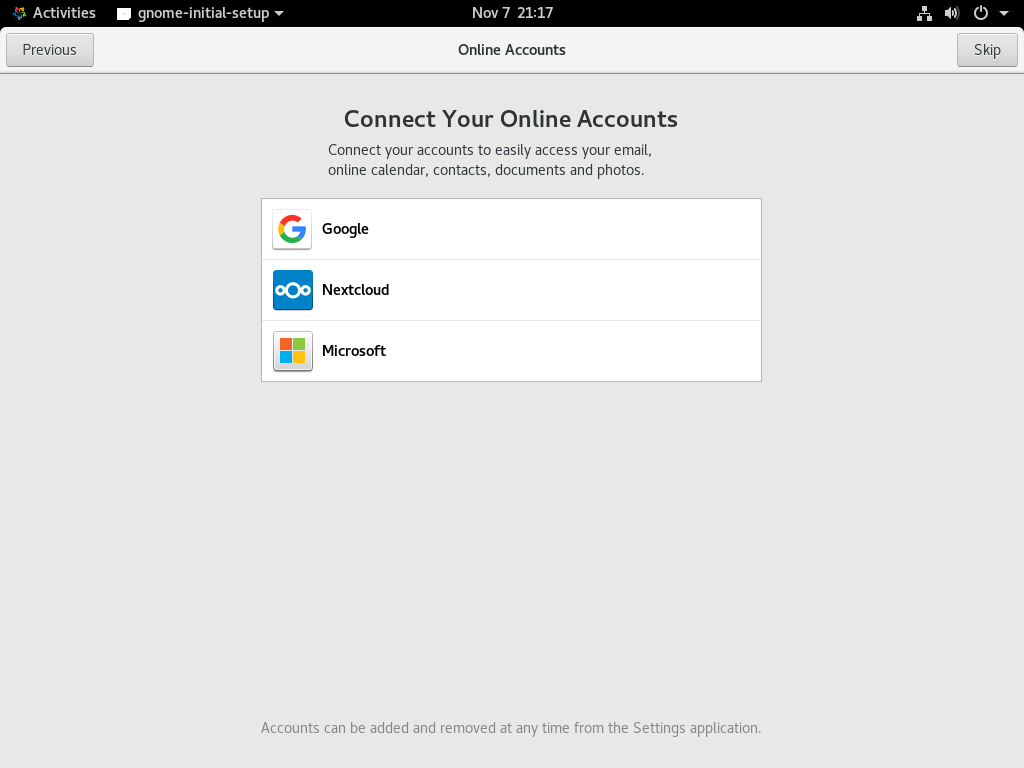 Activities gnome-initial-setup Nov 7 21:17
Previous Online Accounts Skip
Connect Your Online Accounts
Connect your accounts to easily access your email,
online calendar, contacts, documents and photos.
Google
Nextcloud
Microsoft
Accounts can be added and removed at any time from the Settings application.